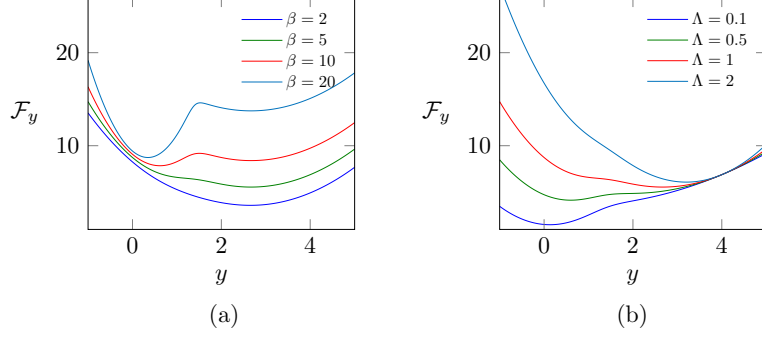 20
10
0
2
4
𝓕_y
y
β = 2
β = 5
β = 10
β = 20
(a)
20
10
0
2
4
𝓕_y
y
Λ = 0.1
Λ = 0.5
Λ = 1
Λ = 2
(b)